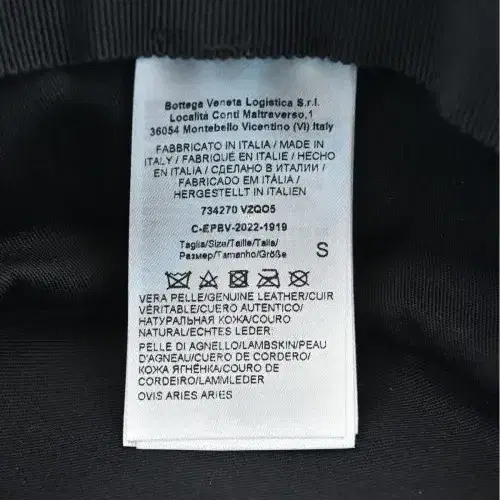 Bottega Veneta Logistica S.r.l.
Località Conti Maltraverso,1
36054 Montebello Vicentino (VI) Italy
FABBRICATO IN ITALIA / MADE IN
ITALY / FABRIQUÉ EN ITALIE / HECHO
EN ITALIA / СДЕЛАНО В ИТАЛИИ /
FABRICADO EM ITÁLIA /
HERGESTELLT IN ITALIEN
734270 VZQO5
C-EPBV-2022-1919
Taglia/Size/Taille/Talla/
Размер/Tamanho/Größe S
VERA PELLE/GENUINE LEATHER/CUIR
VÉRITABLE/CUERO AUTENTICO/
НАТУРАЛЬНАЯ КОЖА/COURO
NATURAL/ECHTES LEDER
PELLE DI AGNELLO/LAMBSKIN/PEAU
D'AGNEAU/CUERO DE CORDERO/
КОЖА ЯГНЁНКА/COURO DE
CORDEIRO/LAMMLEDER
OVIS ARIES ARIES